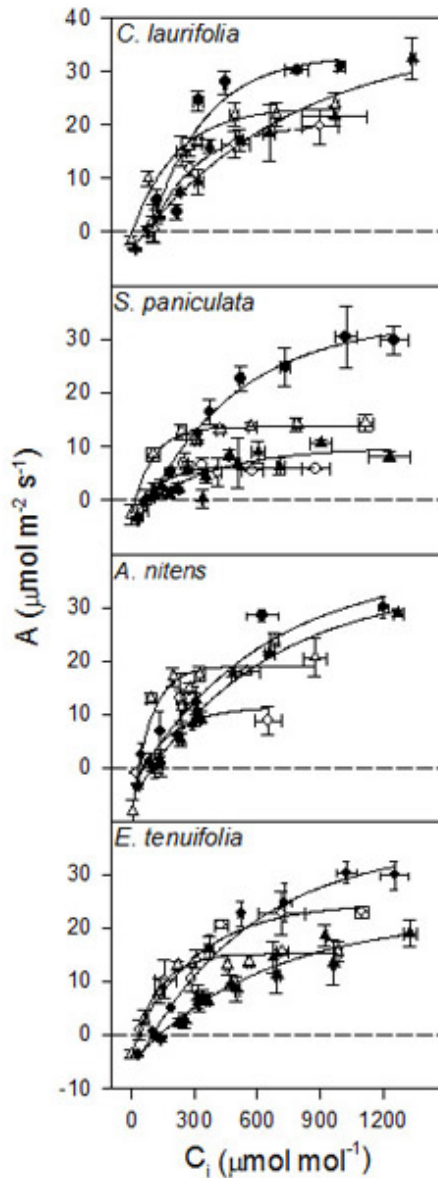 C. laurifolia
40
30
20
10
0
S. paniculata
30
20
10
0
A. nitens
30
20
10
0
E. tenuifolia
30
20
10
0
-10
A (μmol m⁻² s⁻¹)
0 300 600 900 1200
Cᵢ (μmol mol⁻¹)